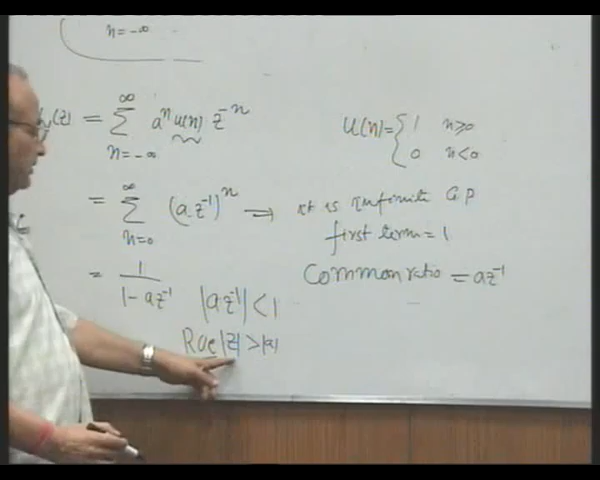 n=-∞
(z) = ∞ Σ n=-∞ aⁿ u(n) z⁻ⁿ
u(n) = { 1 n≥0
0 n<0
= ∞ Σ n=0 (az⁻¹)ⁿ → it is infinite GP
first term = 1
= 1/(1-az⁻¹) |az⁻¹|<1
Common ratio = az⁻¹
ROC |z|>|a|